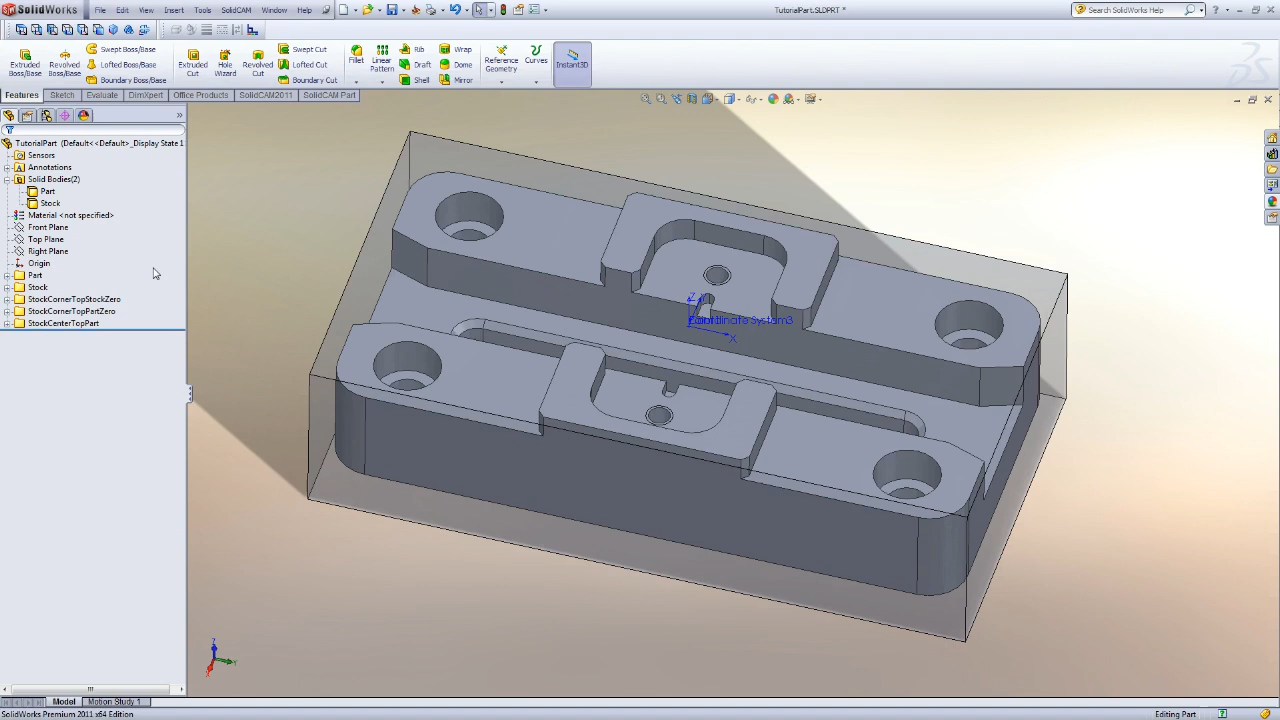 SolidWorks
File Edit View Insert Tools SolidCAM Window Help
TutorialPart.SLDPRT *
Search SolidWorks Help
Extruded Boss/Base
Revolved Boss/Base
Swept Boss/Base
Lofted Boss/Base
Boundary Boss/Base
Extruded Cut
Hole Wizard
Revolved Cut
Swept Cut
Lofted Cut
Boundary Cut
Fillet
Linear Pattern
Rib
Draft
Shell
Wrap
Dome
Mirror
Reference Geometry
Curves
Instant3D
Features Sketch Evaluate DimXpert Office Products SolidCAM2011 SolidCAM Part
TutorialPart (Default<<Default>_Display State 1
Sensors
Annotations
Solid Bodies(2)
Part
Stock
Material <not specified>
Front Plane
Top Plane
Right Plane
Origin
Part
Stock
StockCornerTopStockZero
StockCornerTopPartZero
StockCenterTopPart
Z
X
Z
Y
X
Model Motion Study 1
SolidWorks Premium 2011 x64 Edition
Editing Part